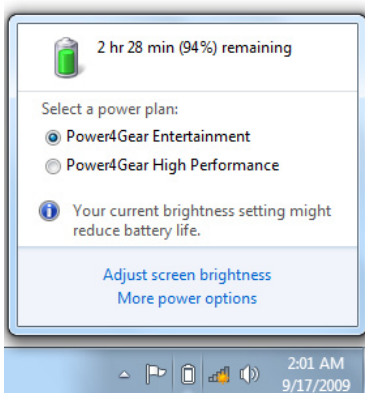 2 hr 28 min (94%) remaining
Select a power plan:
Power4Gear Entertainment
Power4Gear High Performance
Your current brightness setting might
reduce battery life.
Adjust screen brightness
More power options
2:01 AM
9/17/2009